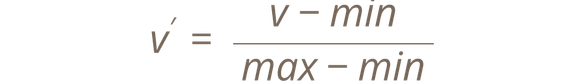 v − min
v′ =
max − min